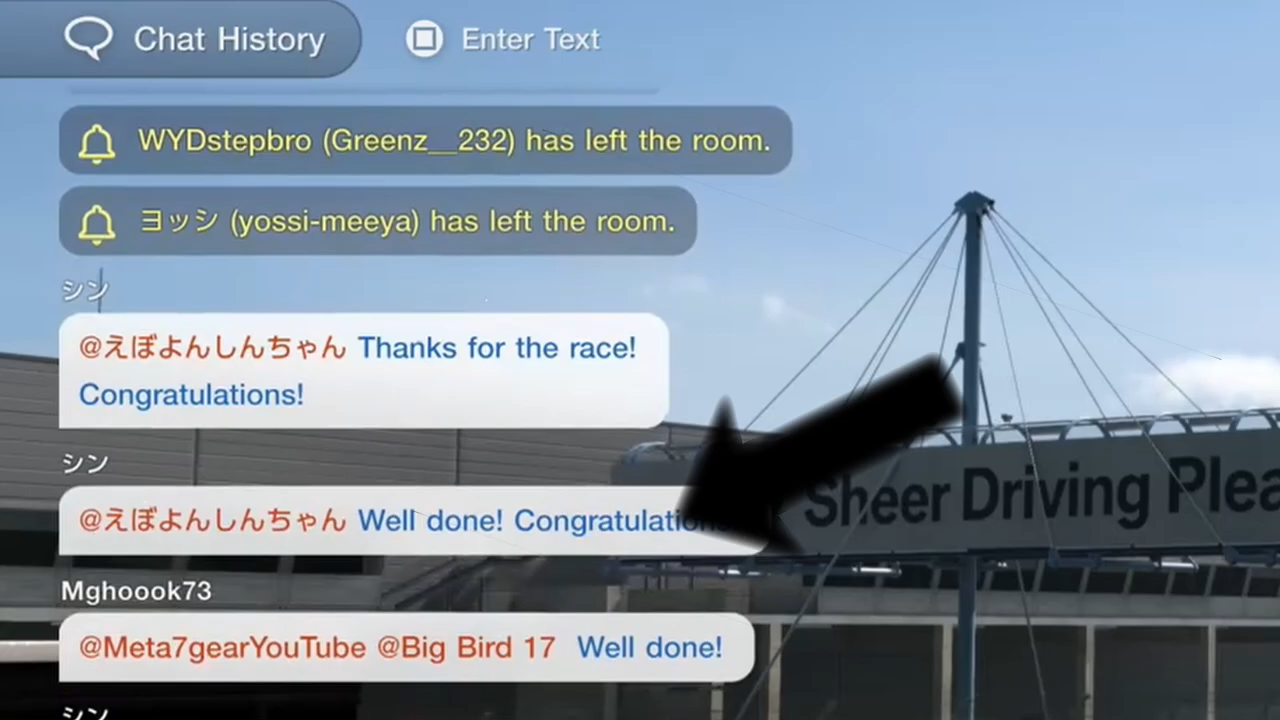 Chat History
Enter Text
WYDstepbro (Greenz__232) has left the room.
ヨッシ (yossi-meeya) has left the room.
シン
@えぼよんしんちゃん Thanks for the race!
Congratulations!
シン
@えぼよんしんちゃん Well done!
Sheer Driving
Mghoook73
@Meta7gearYouTube @Big Bird 17 Well done!
シン